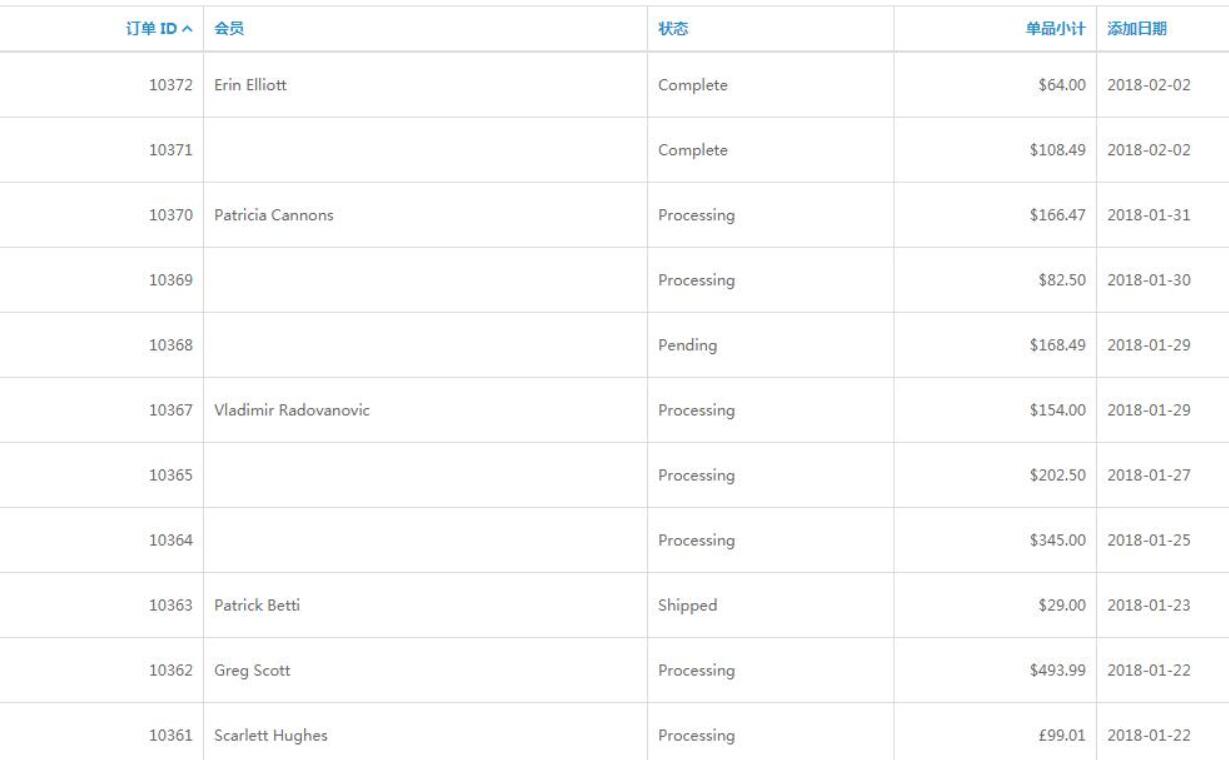 订单 ID 会员 状态 单品小计 添加日期
10372 Erin Elliott Complete $64.00 2018-02-02
10371 Complete $108.49 2018-02-02
10370 Patricia Cannons Processing $166.47 2018-01-31
10369 Processing $82.50 2018-01-30
10368 Pending $168.49 2018-01-29
10367 Vladimir Radovanovic Processing $154.00 2018-01-29
10365 Processing $202.50 2018-01-27
10364 Processing $345.00 2018-01-25
10363 Patrick Betti Shipped $29.00 2018-01-23
10362 Greg Scott Processing $493.99 2018-01-22
10361 Scarlett Hughes Processing £99.01 2018-01-22